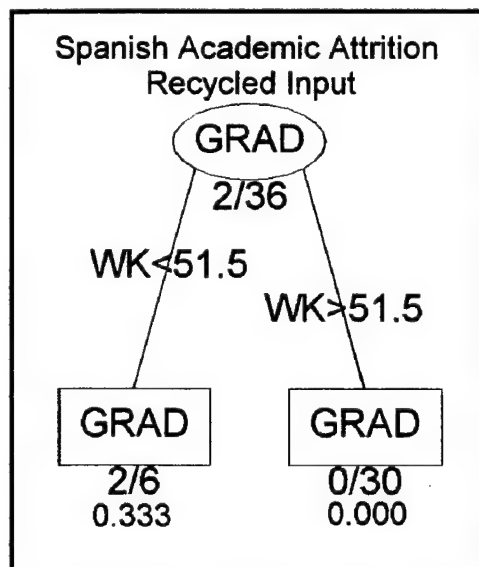 Spanish Academic Attrition
Recycled Input
GRAD
2/36
WK<51.5
WK>51.5
GRAD
GRAD
2/6
0/30
0.333
0.000